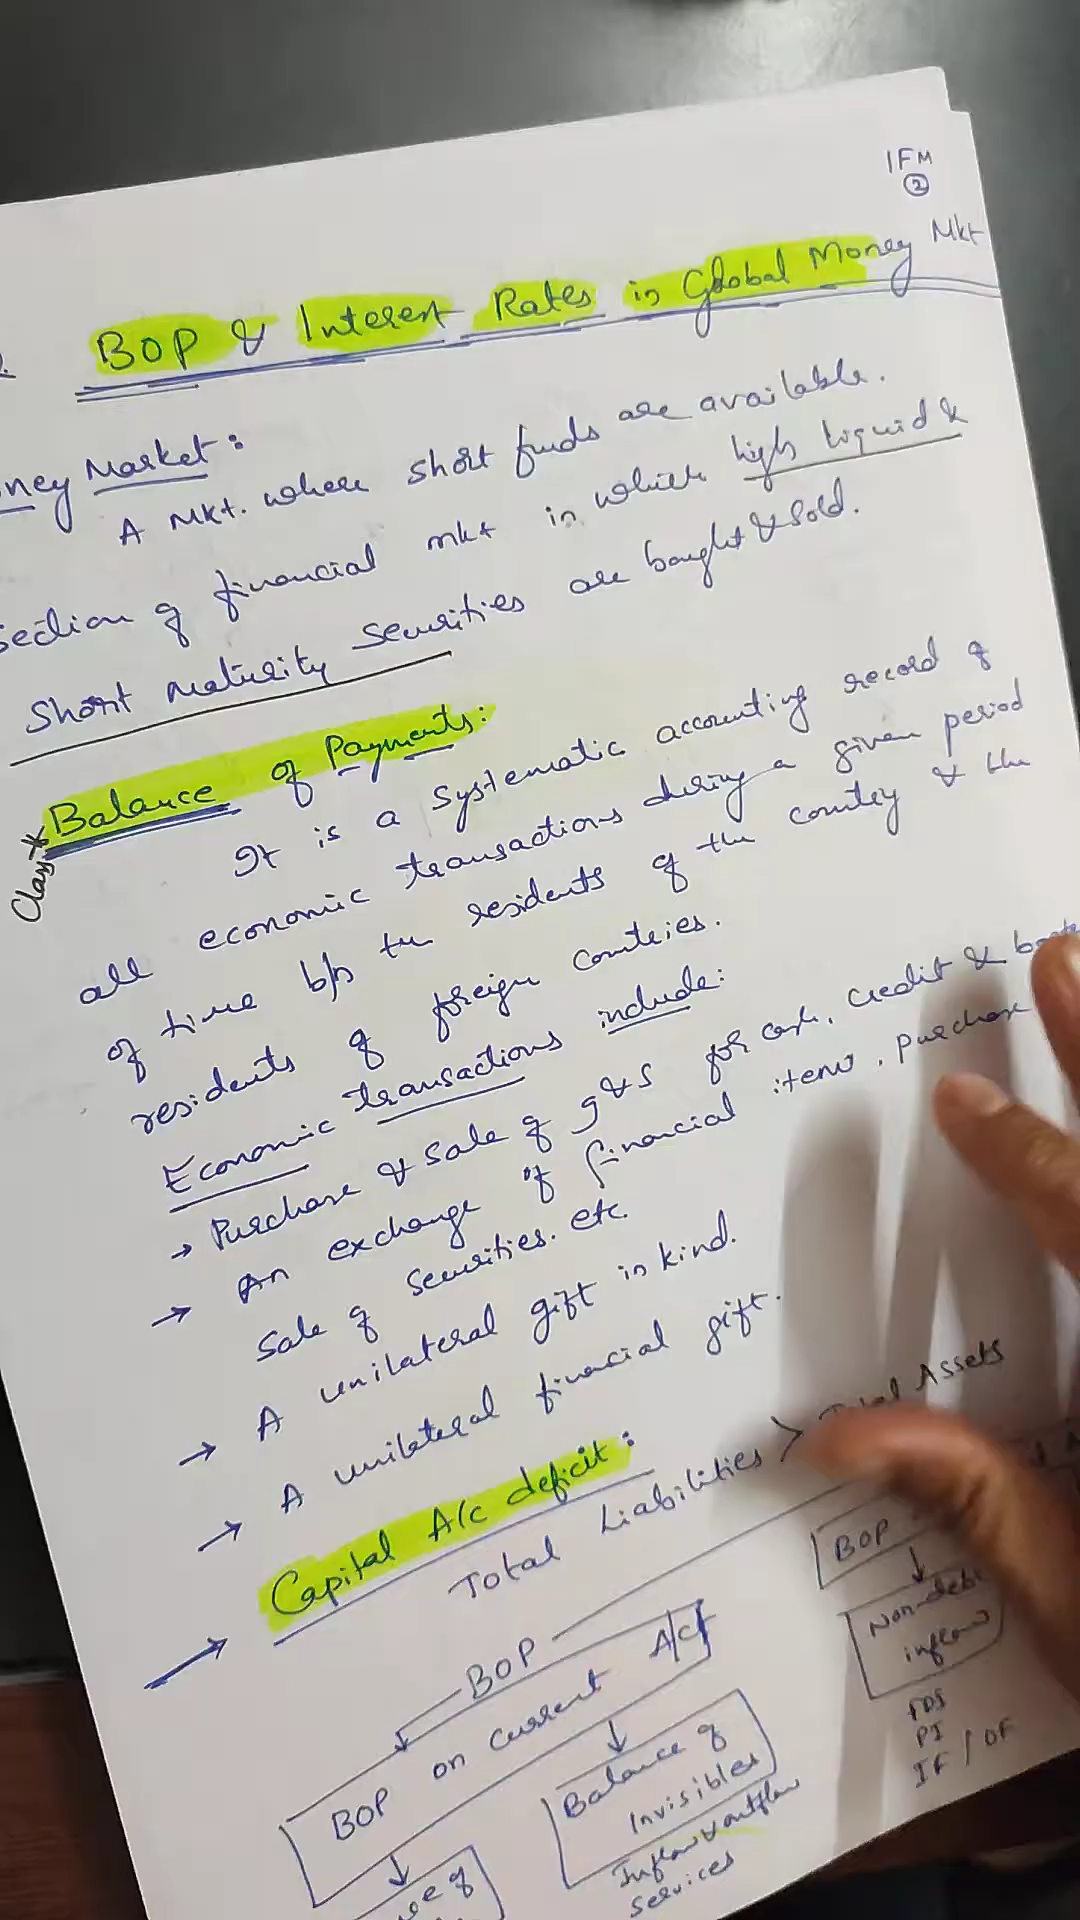 IFM
2
BOP & Interest Rates in Global Money Mkt
ney Market:
A Mkt. where short funds are available.
Section of financial mkt in which high liquid &
Short maturity securities are bought & sold.
Balance of Payments:
Class *
It is a systematic accounting record of
all economic transactions during a given period
of time b/n the residents of the country & the
residents of foreign countries.
Economic transactions include:
→ Purchase & Sale of g&s for cash, credit &
→ An exchange of financial items, purchase
Sale of securities. etc.
→ A unilateral gift in kind.
→ A unilateral financial gift.
→ Capital A/c deficit:
Total Liabilities > Total Assets
BOP
BOP on current A/c
BOP
Non-debt
inflow
FDI
PI
IF / OF
Balance of
Invisibles
Inflow & outflow
services
of